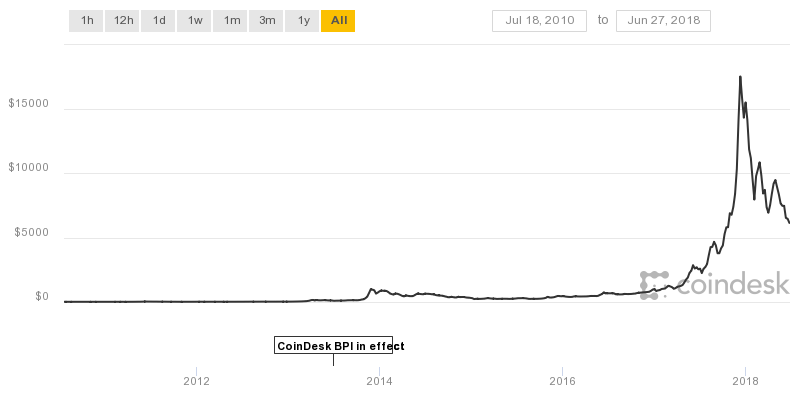 1h 12h 1d 1w 1m 3m 1y All Jul 18, 2010 to Jun 27, 2018
$15000
$10000
$5000
$0
coindesk
CoinDesk BPI in effect
2012 2014 2016 2018